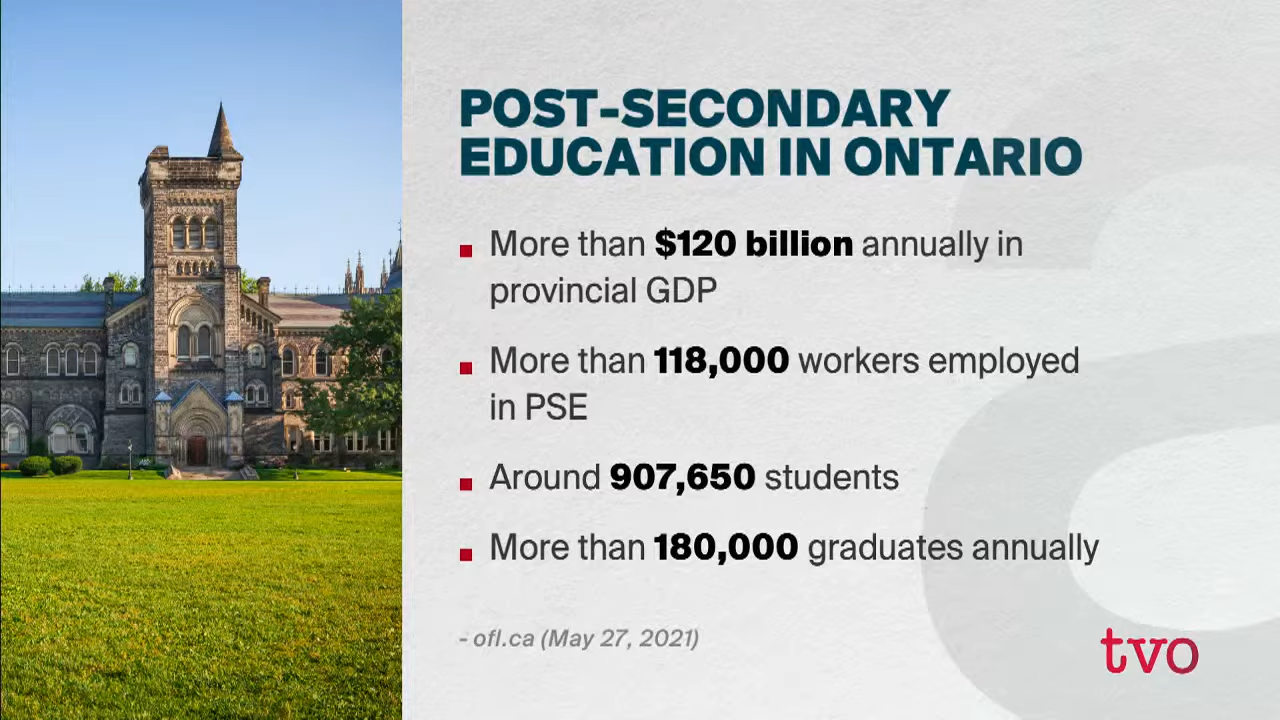 POST-SECONDARY
EDUCATION IN ONTARIO
More than $120 billion annually in
provincial GDP
More than 118,000 workers employed
in PSE
Around 907,650 students
More than 180,000 graduates annually
- ofl.ca (May 27, 2021)
tvo